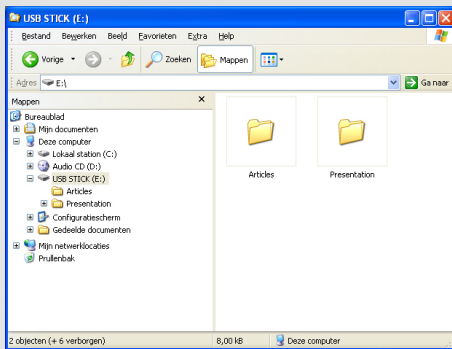 USB STICK (E:)
Bestand Bewerken Beeld Favorieten Extra Help
Vorige Zoeken Mappen
Adres E:\ Ga naar
Mappen
Bureaublad
Mijn documenten
Deze computer
Lokaal station (C:)
Audio CD (D:)
USB STICK (E:)
Articles
Presentation
Configuratiescherm
Gedeelde documenten
Mijn netwerklocaties
Prullenbak
Articles Presentation
2 objecten (+ 6 verborgen) 8,00 kB Deze computer